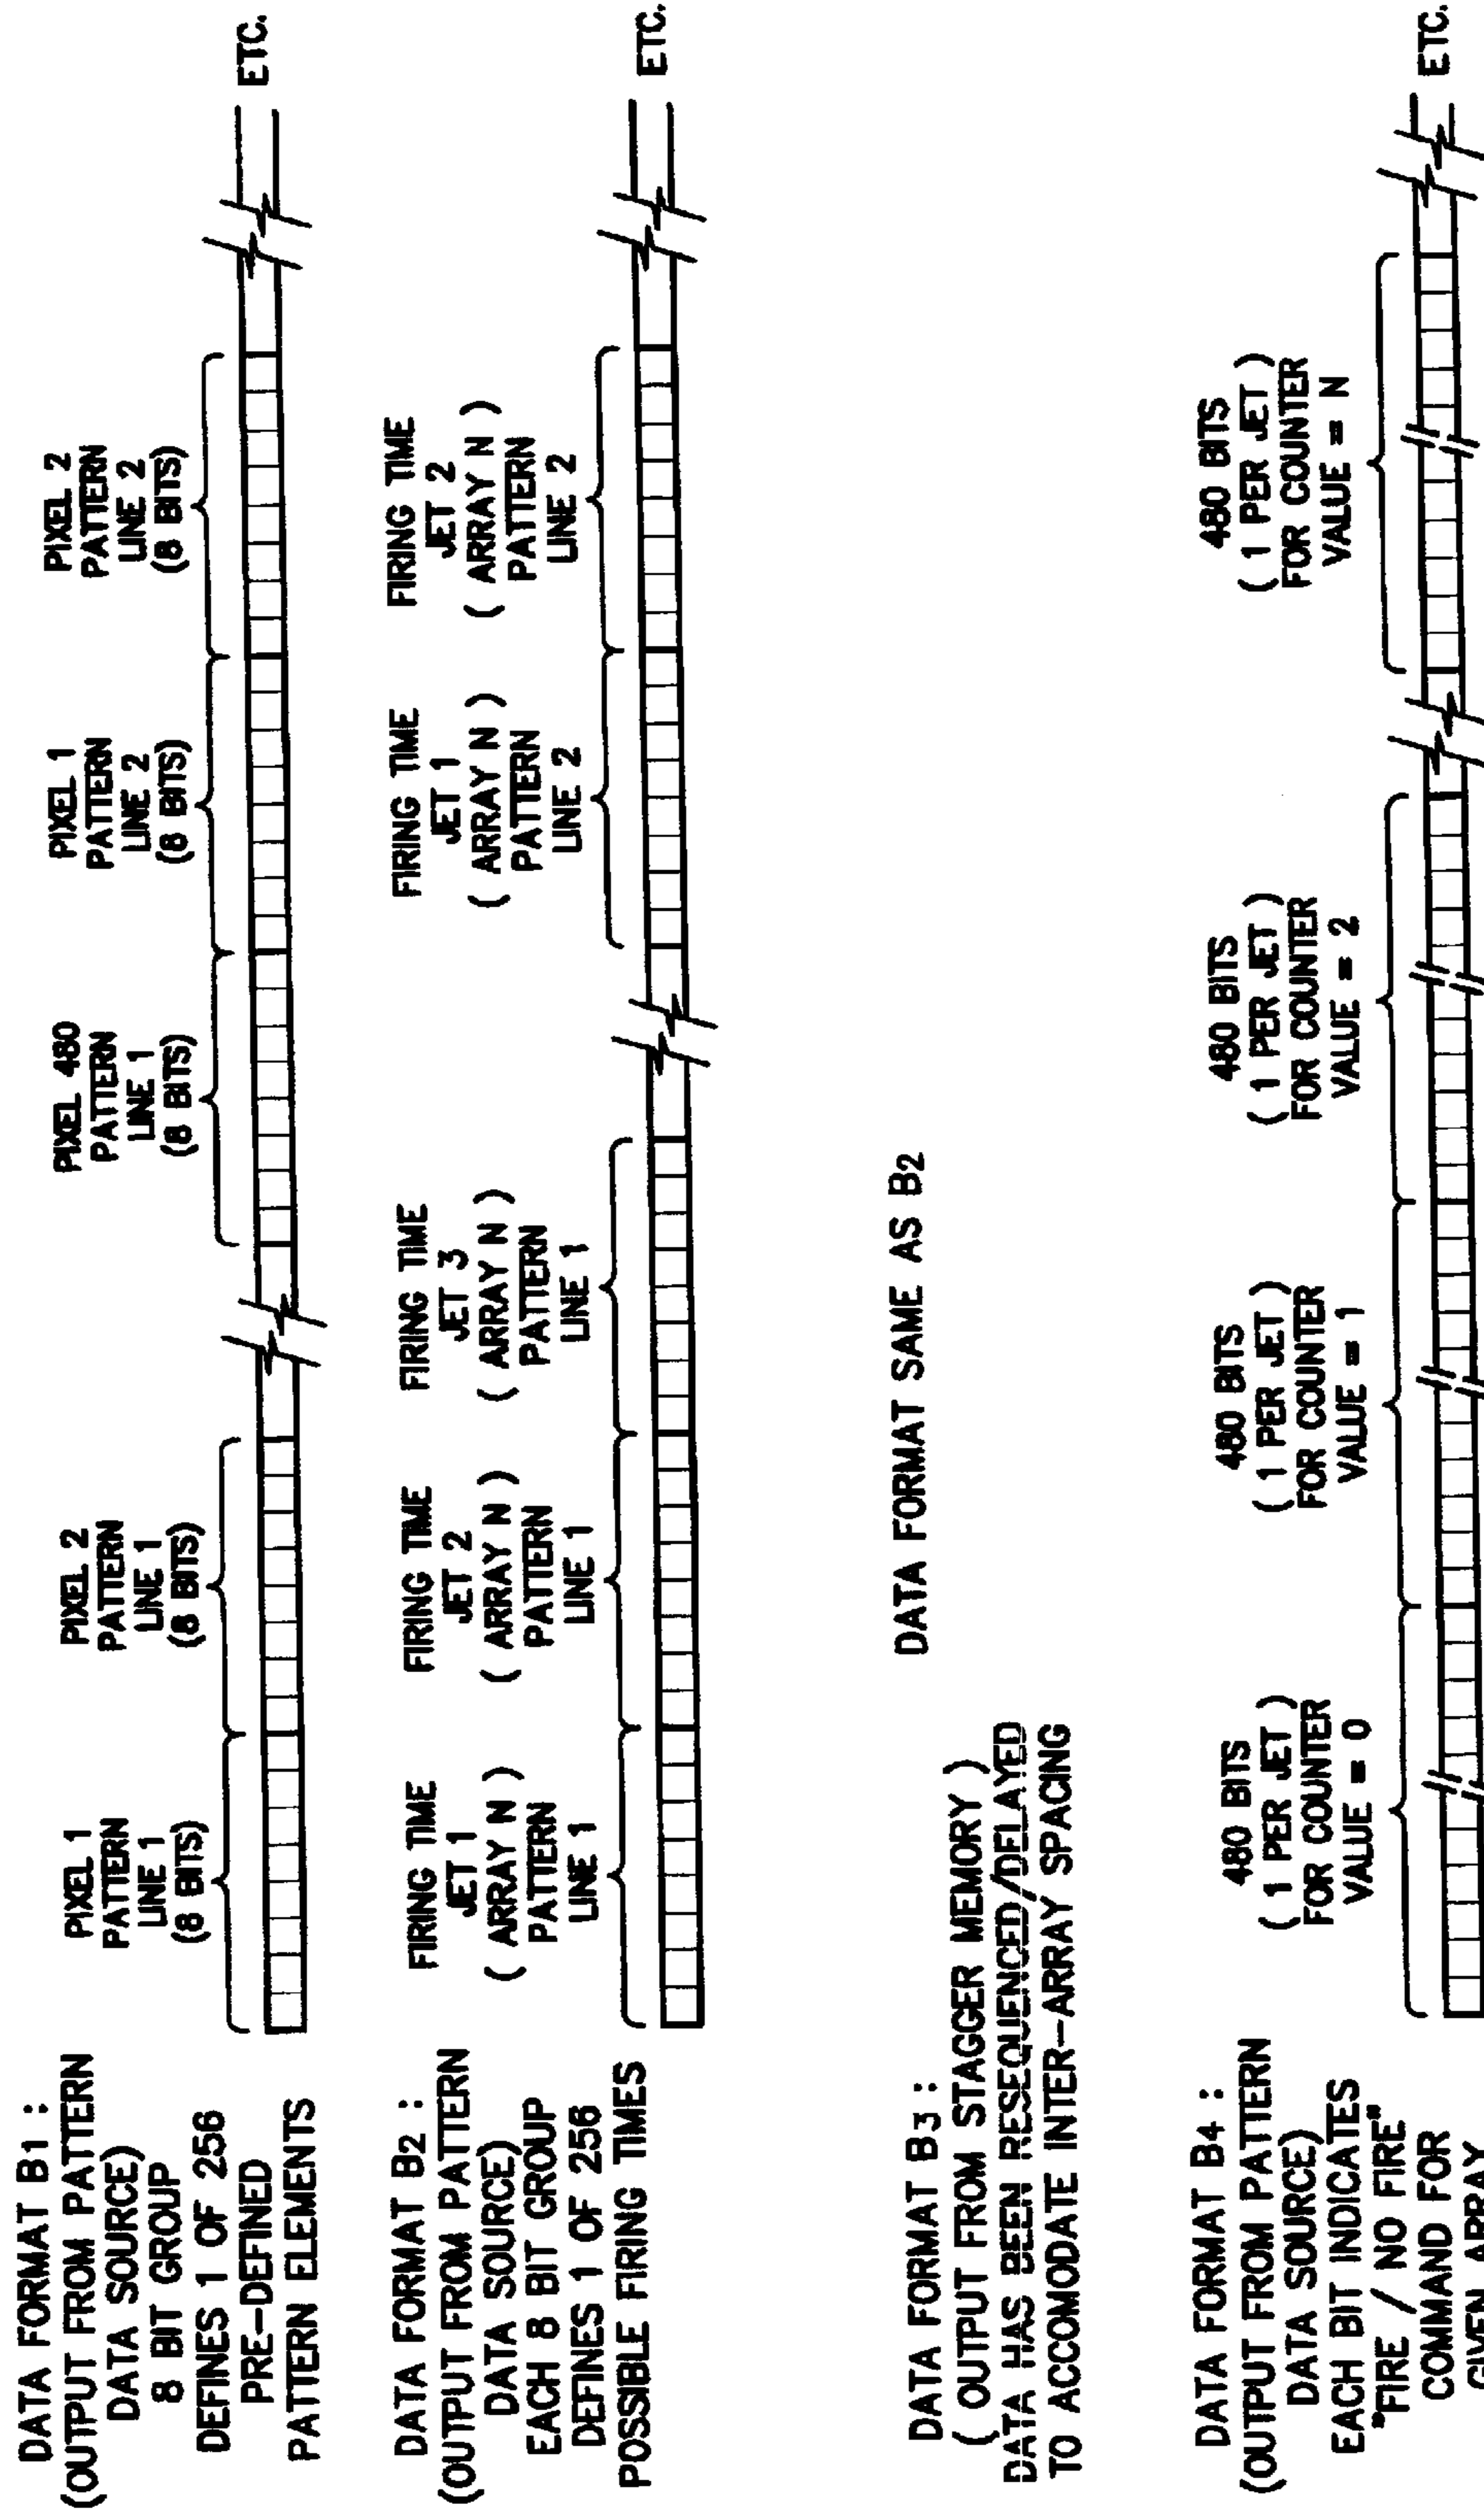 DATA FORMAT B1 :
(OUTPUT FROM PATTERN
DATA SOURCE)
8 BIT GROUP
DEFINES 1 OF 256
PRE-DEFINED
PATTERN ELEMENTS
PIXEL 1
PATTERN
LINE 1
(8 BITS)
PIXEL 2
PATTERN
LINE 1
(8 BITS)
PIXEL 480
PATTERN
LINE 1
(8 BITS)
PIXEL 1
PATTERN
LINE 2
(8 BITS)
PIXEL 2
PATTERN
LINE 2
(8 BITS)
ETC.
DATA FORMAT B2 :
(OUTPUT FROM PATTERN
DATA SOURCE)
EACH 8 BIT GROUP
DEFINES 1 OF 256
POSSIBLE FIRING TIMES
FIRING TIME
JET 1
( ARRAY N )
PATTERN
LINE 1
FIRING TIME
JET 2
( ARRAY N )
PATTERN
LINE 1
FIRING TIME
JET 3
( ARRAY N )
PATTERN
LINE 1
FIRING TIME
JET 1
( ARRAY N )
PATTERN
LINE 2
FIRING TIME
JET 2
( ARRAY N )
PATTERN
LINE 2
ETC.
DATA FORMAT B3 :
( OUTPUT FROM STAGGER MEMORY )
DATA HAS BEEN RESEQUENCED/DELAYED
TO ACCOMODATE INTER-ARRAY SPACING
DATA FORMAT SAME AS B2
DATA FORMAT B4 :
(OUTPUT FROM PATTERN
DATA SOURCE)
EACH BIT INDICATES
"FIRE / NO FIRE"
COMMAND FOR
GIVEN ARRAY
480 BITS
( 1 PER JET )
FOR COUNTER
VALUE = 0
480 BITS
( 1 PER JET )
FOR COUNTER
VALUE = 1
480 BITS
( 1 PER JET )
FOR COUNTER
VALUE = 2
480 BITS
( 1 PER JET )
FOR COUNTER
VALUE = N
ETC.